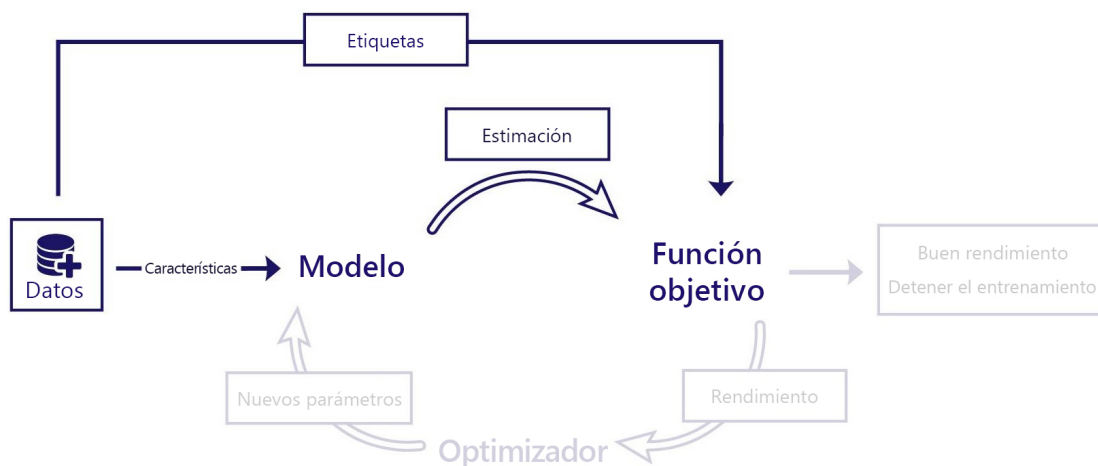 Etiquetas
Estimación
Datos
Características
Modelo
Función
objetivo
Buen rendimiento
Detener el entrenamiento
Nuevos parámetros
Rendimiento
Optimizador